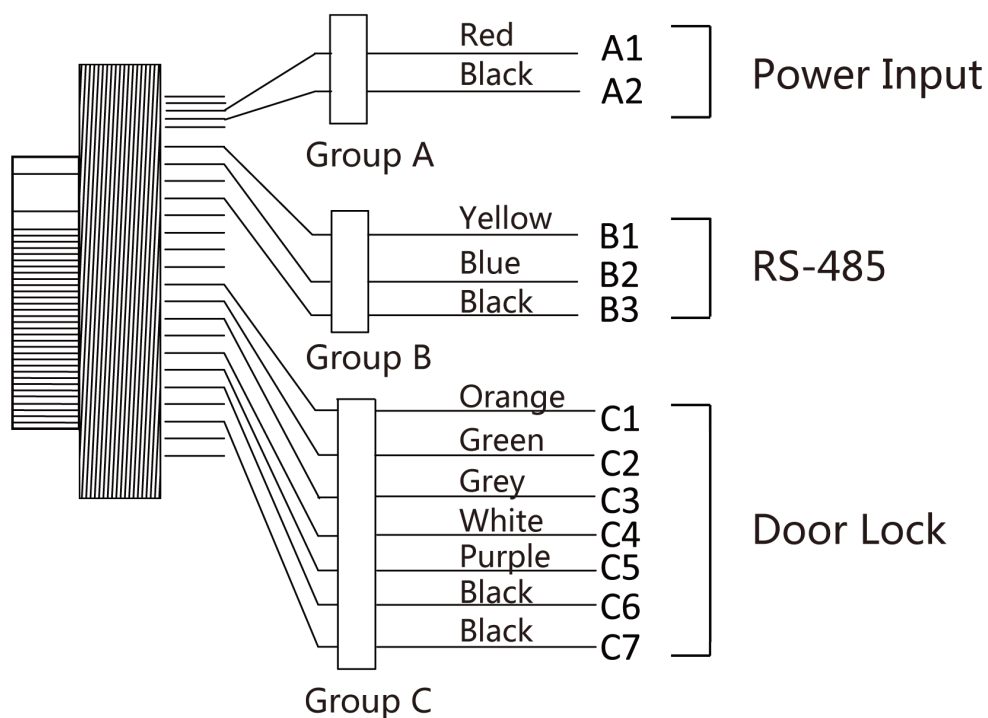 Red A1
Black A2
Power Input
Group A
Yellow B1
Blue B2
Black B3
RS-485
Group B
Orange C1
Green C2
Grey C3
White C4
Purple C5
Black C6
Black C7
Door Lock
Group C